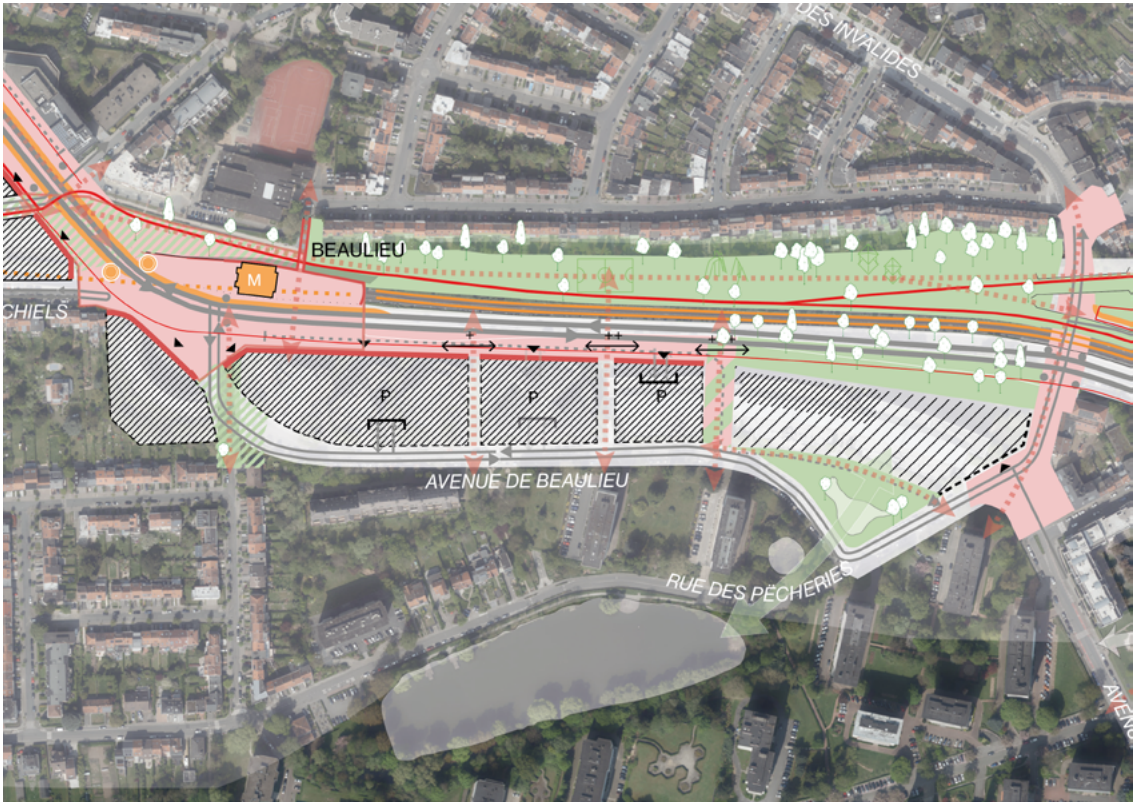 DES INVALIDES
BEAULIEU
M
CHIELS
P
P
P
AVENUE DE BEAULIEU
RUE DES PÊCHERIES
AVENU